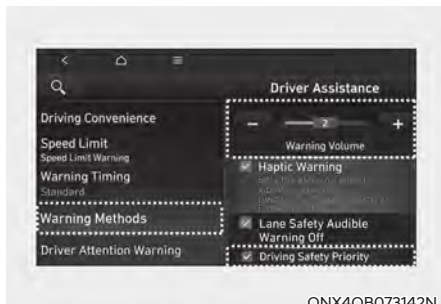 Driver Assistance
Driving Convenience
Speed Limit
Speed Limit Warning
Warning Timing
Standard
Warning Methods
Driver Attention Warning
− 2 +
Warning Volume
Haptic Warning
Lane Safety Audible
Warning Off
Driving Safety Priority
ONX4OB073142N